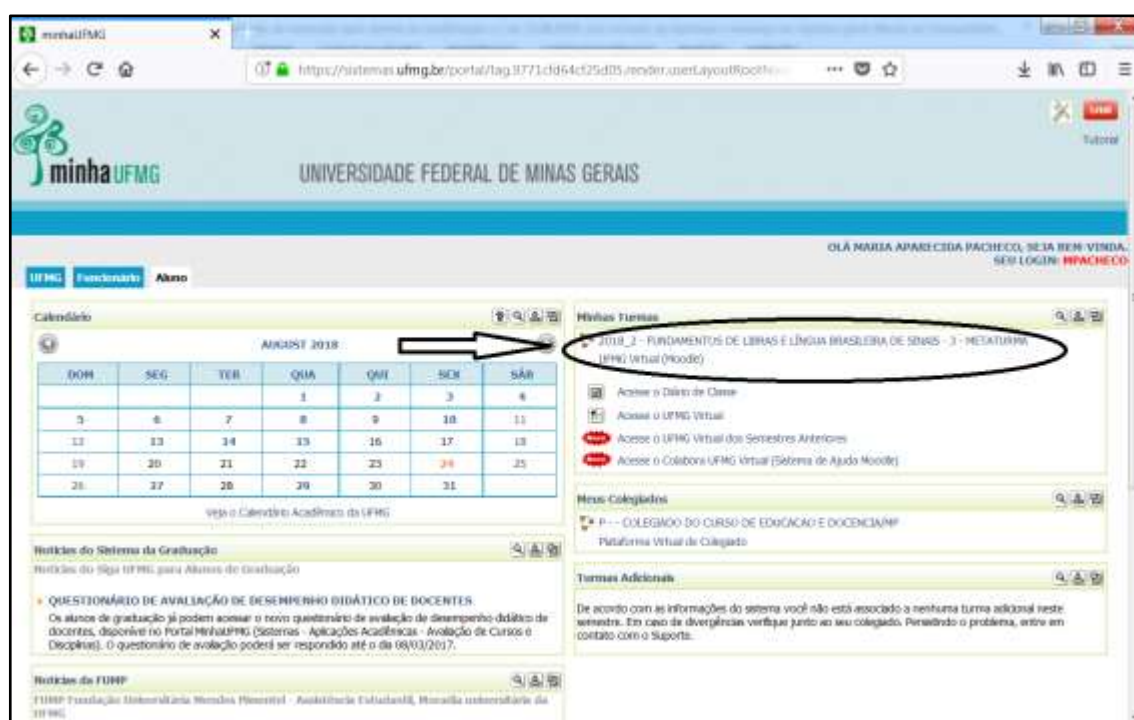 minhaUFMG
https://sistemas.ufmg.br/portal/tag.9771cfd64cf25d05.render.userLayoutRootNode
minha UFMG
UNIVERSIDADE FEDERAL DE MINAS GERAIS
SAIR
Tutorial
OLÁ MARIA APARECIDA PACHECO, SEJA BEM VINDA.
SEU LOGIN: MPACHECO
UFMG Funcionário Aluno
Calendário
AUGUST 2018
DOM SEG TER QUA QUI SEX SÁB
1 2 3 4
5 6 7 8 9 10 11
12 13 14 15 16 17 18
19 20 21 22 23 24 25
26 27 28 29 30 31
Veja o Calendário Acadêmico da UFMG
Notícias do Sistema da Graduação
Notícias do Siga UFMG para Alunos de Graduação
QUESTIONÁRIO DE AVALIAÇÃO DE DESEMPENHO DIDÁTICO DE DOCENTES
Os alunos de graduação já podem acessar o novo questionário de avaliação de desempenho didático de
docentes, disponível no Portal MinhaUFMG (Sistemas - Aplicações Acadêmicas - Avaliação de Cursos e
Disciplinas). O questionário de avaliação poderá ser respondido até o dia 08/03/2017.
Notícias da FUMP
FUMP Fundação Universitária Mendes Pimentel - Assistência Estudantil, Moradia universitária da
UFMG
Minhas Turmas
2018_2 - FUNDAMENTOS DE LIBRAS E LÍNGUA BRASILEIRA DE SINAIS - 3 - METATURMA
UFMG Virtual (Moodle)
Acesse o Diário de Classe
Acesse o UFMG Virtual
Acesse o UFMG Virtual dos Semestres Anteriores
Acesse o Colabora UFMG Virtual (Sistema de Ajuda Moodle)
Meus Colegiados
P - - COLEGIADO DO CURSO DE EDUCACAO E DOCENCIA/MP
Plataforma Virtual de Colegiado
Turmas Adicionais
De acordo com as informações do sistema você não está associado a nenhuma turma adicional neste
semestre. Em caso de divergências verifique junto ao seu colegiado. Persistindo o problema, entre em
contato com o Suporte.